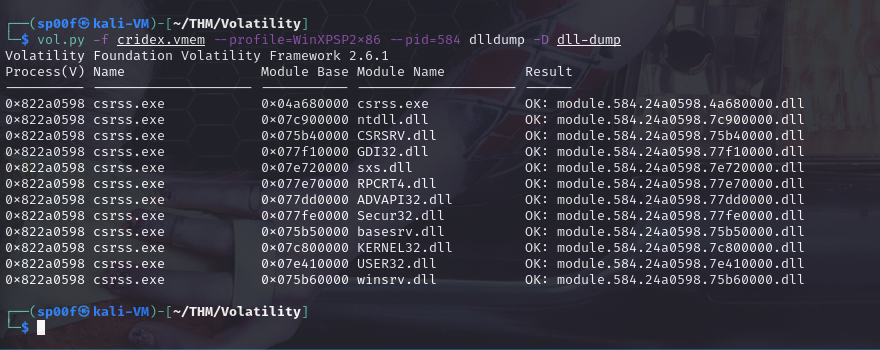 ┌──(sp00f㉿kali-VM)-[~/THM/Volatility]
└─$ vol.py -f cridex.vmem --profile=WinXPSP2×86 --pid=584 dlldump -D dll-dump
Volatility Foundation Volatility Framework 2.6.1
Process(V) Name Module Base Module Name Result
---------- -------------------- ----------- -------------------- ------
0×822a0598 csrss.exe 0×04a680000 csrss.exe OK: module.584.24a0598.4a680000.dll
0×822a0598 csrss.exe 0×07c900000 ntdll.dll OK: module.584.24a0598.7c900000.dll
0×822a0598 csrss.exe 0×075b40000 CSRSRV.dll OK: module.584.24a0598.75b40000.dll
0×822a0598 csrss.exe 0×077f10000 GDI32.dll OK: module.584.24a0598.77f10000.dll
0×822a0598 csrss.exe 0×07e720000 sxs.dll OK: module.584.24a0598.7e720000.dll
0×822a0598 csrss.exe 0×077e70000 RPCRT4.dll OK: module.584.24a0598.77e70000.dll
0×822a0598 csrss.exe 0×077dd0000 ADVAPI32.dll OK: module.584.24a0598.77dd0000.dll
0×822a0598 csrss.exe 0×077fe0000 Secur32.dll OK: module.584.24a0598.77fe0000.dll
0×822a0598 csrss.exe 0×075b50000 basesrv.dll OK: module.584.24a0598.75b50000.dll
0×822a0598 csrss.exe 0×07c800000 KERNEL32.dll OK: module.584.24a0598.7c800000.dll
0×822a0598 csrss.exe 0×07e410000 USER32.dll OK: module.584.24a0598.7e410000.dll
0×822a0598 csrss.exe 0×075b60000 winsrv.dll OK: module.584.24a0598.75b60000.dll
┌──(sp00f㉿kali-VM)-[~/THM/Volatility]
└─$